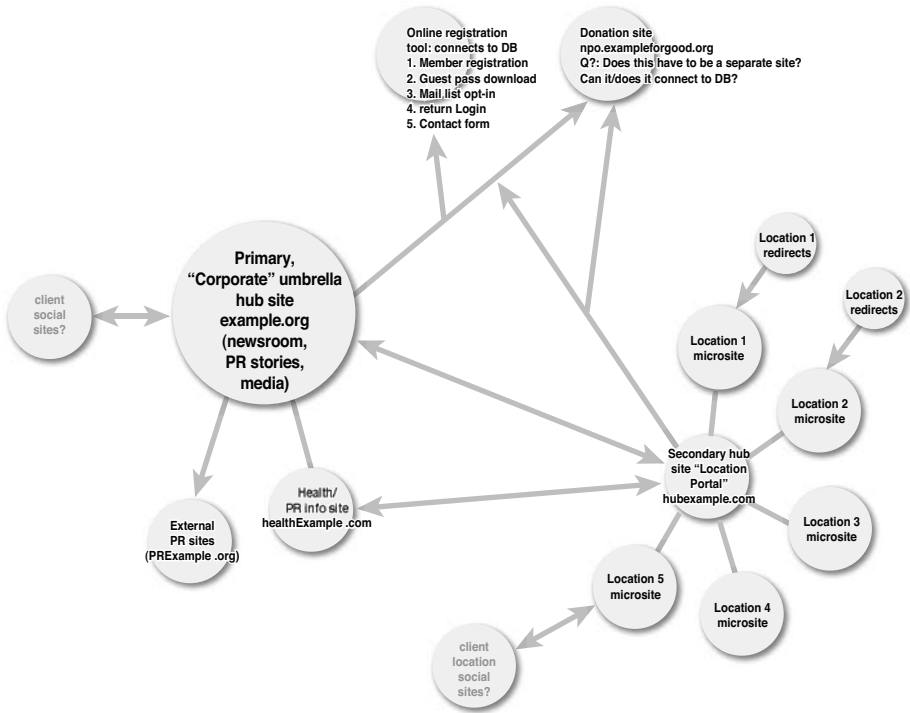 Online registration
tool: connects to DB
1. Member registration
2. Guest pass download
3. Mail list opt-in
4. return Login
5. Contact form
Donation site
npo.exampleforgood.org
Q?: Does this have to be a separate site?
Can it/does it connect to DB?
Primary,
“Corporate” umbrella
hub site
example.org
(newsroom,
PR stories,
media)
client
social
sites?
Location 1
redirects
Location 2
redirects
Location 1
microsite
Location 2
microsite
Secondary hub
site “Location
Portal”
hubexample.com
Health/
PR info site
healthExample .com
External
PR sites
(PRExample .org)
Location 3
microsite
Location 5
microsite
Location 4
microsite
client
location
social
sites?